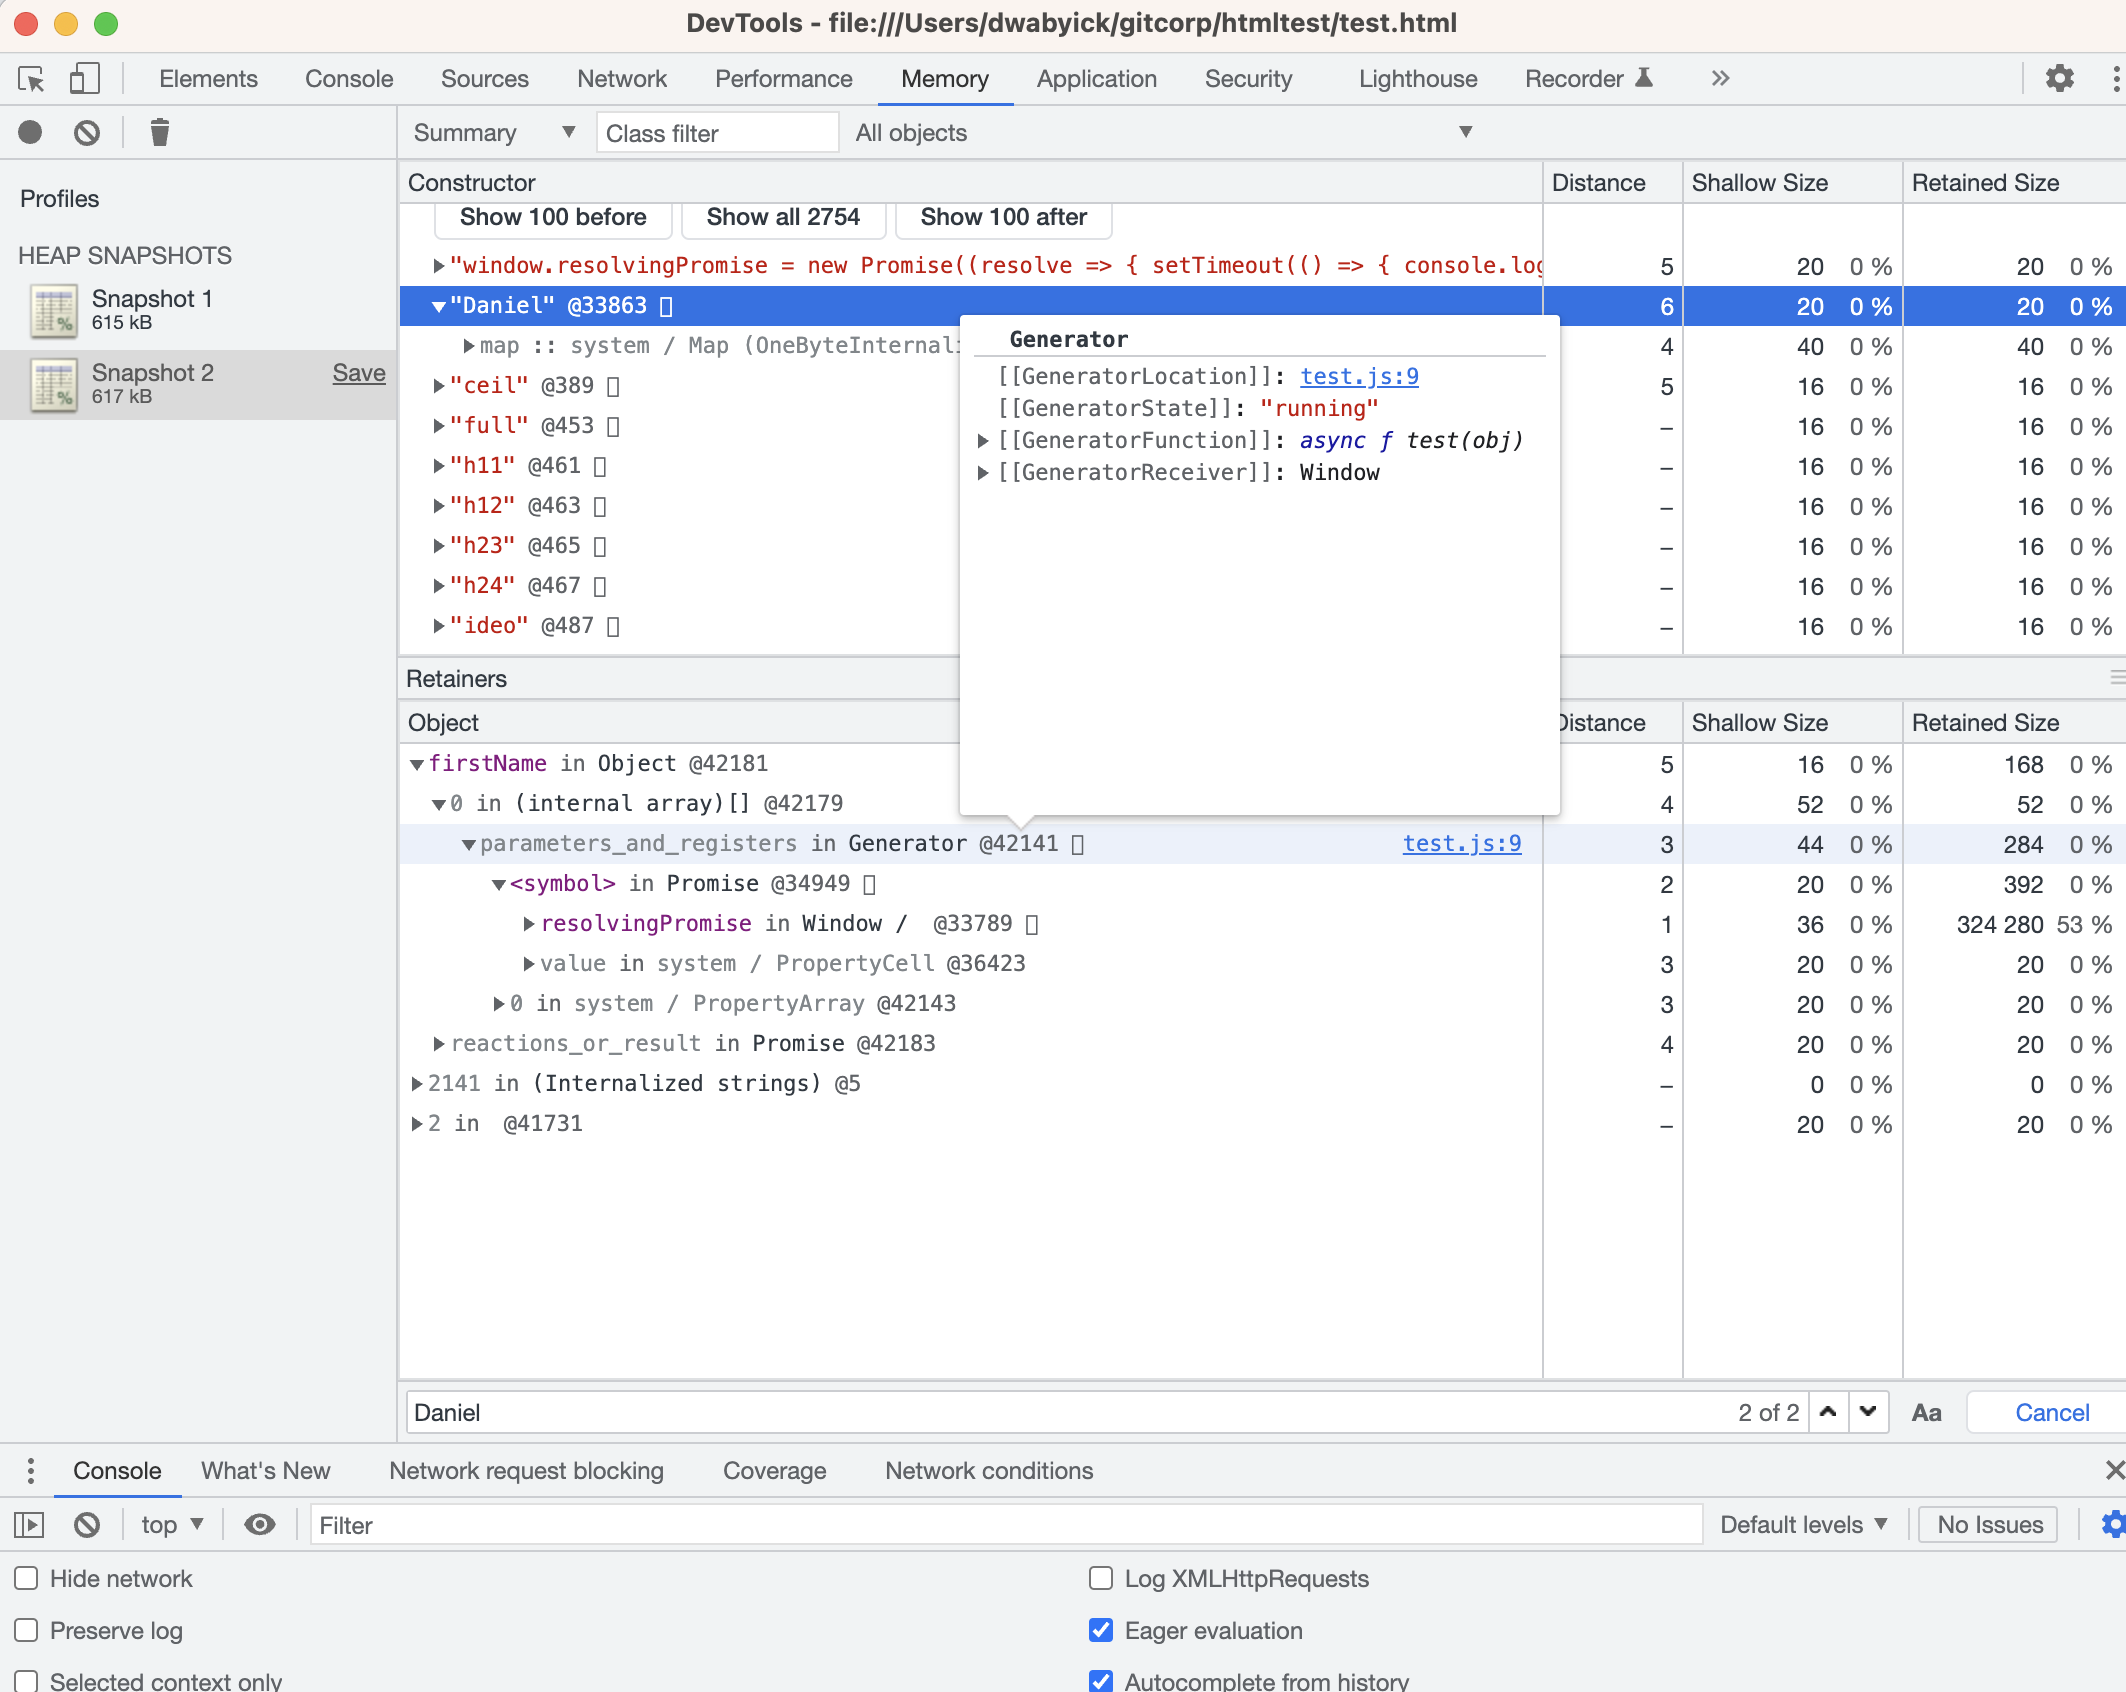 DevTools - file:///Users/dwabyick/gitcorp/htmltest/test.html
Elements Console Sources Network Performance Memory Application Security Lighthouse Recorder
Summary Class filter All objects
Profiles
HEAP SNAPSHOTS
Snapshot 1
615 kB
Snapshot 2 Save
617 kB
Constructor Distance Shallow Size Retained Size
Show 100 before Show all 2754 Show 100 after
"window.resolvingPromise = new Promise((resolve => { setTimeout(() => { console.log 5 20 0 % 20 0 %
"Daniel" @33863 6 20 0 % 20 0 %
map :: system / Map (OneByteInternali 4 40 0 % 40 0 %
"ceil" @389 5 16 0 % 16 0 %
"full" @453 – 16 0 % 16 0 %
"h11" @461 – 16 0 % 16 0 %
"h12" @463 – 16 0 % 16 0 %
"h23" @465 – 16 0 % 16 0 %
"h24" @467 – 16 0 % 16 0 %
"ideo" @487 – 16 0 % 16 0 %
Generator
[[GeneratorLocation]]: test.js:9
[[GeneratorState]]: "running"
[[GeneratorFunction]]: async ƒ test(obj)
[[GeneratorReceiver]]: Window
Retainers
Object Distance Shallow Size Retained Size
firstName in Object @42181 5 16 0 % 168 0 %
0 in (internal array)[] @42179 4 52 0 % 52 0 %
parameters_and_registers in Generator @42141 test.js:9 3 44 0 % 284 0 %
<symbol> in Promise @34949 2 20 0 % 392 0 %
resolvingPromise in Window / @33789 1 36 0 % 324 280 53 %
value in system / PropertyCell @36423 3 20 0 % 20 0 %
0 in system / PropertyArray @42143 3 20 0 % 20 0 %
reactions_or_result in Promise @42183 4 20 0 % 20 0 %
2141 in (Internalized strings) @5 – 0 0 % 0 0 %
2 in @41731 – 20 0 % 20 0 %
Daniel 2 of 2 Aa Cancel
Console What's New Network request blocking Coverage Network conditions
top Filter Default levels No Issues
Hide network Log XMLHttpRequests
Preserve log Eager evaluation
Selected context only Autocomplete from history